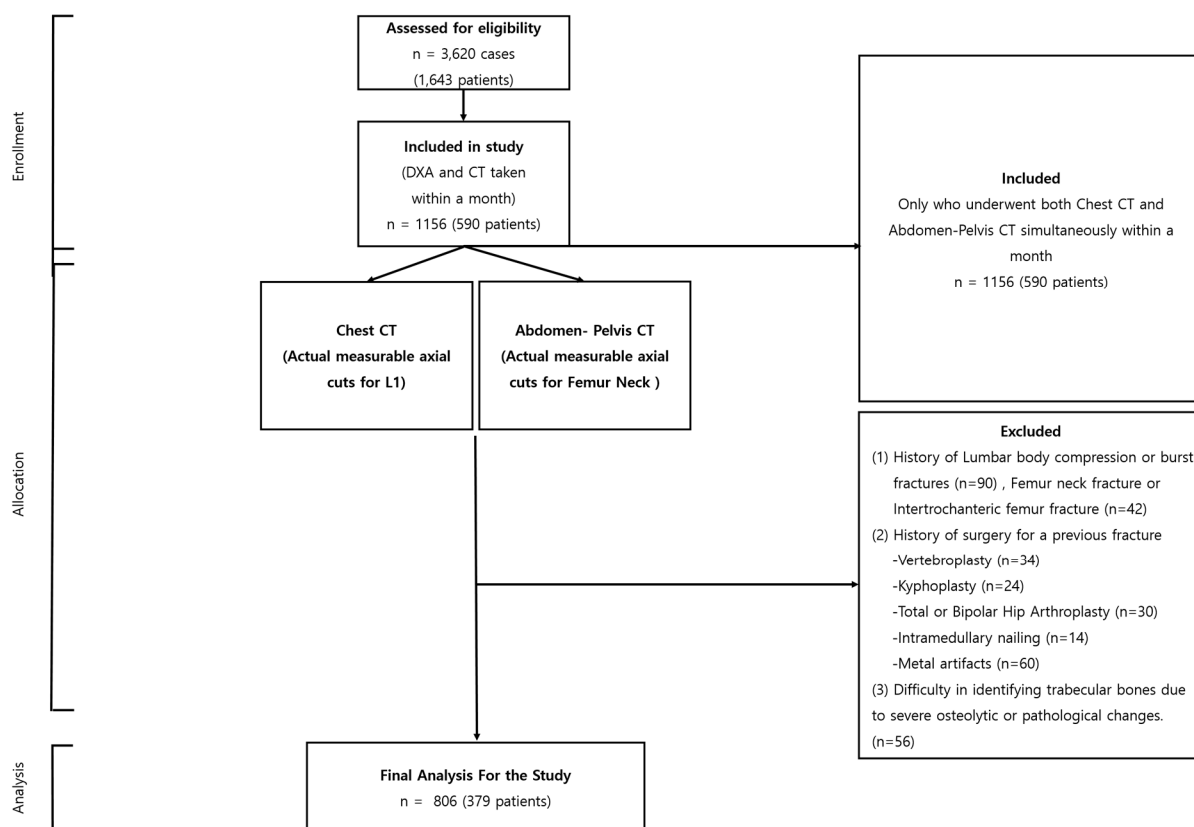 Enrollment
Assessed for eligibility
n = 3,620 cases
(1,643 patients)
Included in study
(DXA and CT taken
within a month)
n = 1156 (590 patients)
Included
Only who underwent both Chest CT and
Abdomen-Pelvis CT simultaneously within a
month
n = 1156 (590 patients)
Allocation
Chest CT
(Actual measurable axial
cuts for L1)
Abdomen- Pelvis CT
(Actual measurable axial
cuts for Femur Neck )
Excluded
(1) History of Lumbar body compression or burst
fractures (n=90) , Femur neck fracture or
Intertrochanteric femur fracture (n=42)
(2) History of surgery for a previous fracture
-Vertebroplasty (n=34)
-Kyphoplasty (n=24)
-Total or Bipolar Hip Arthroplasty (n=30)
-Intramedullary nailing (n=14)
-Metal artifacts (n=60)
(3) Difficulty in identifying trabecular bones due
to severe osteolytic or pathological changes.
(n=56)
Analysis
Final Analysis For the Study
n = 806 (379 patients)